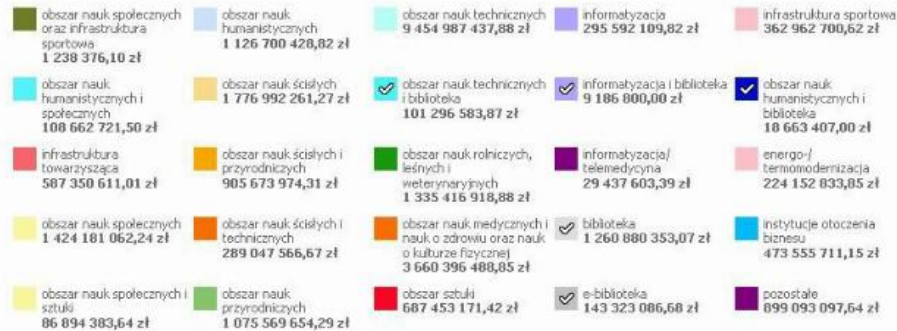 obszar nauk społecznych
oraz infrastruktura
sportowa
1 238 376,10 zł
obszar nauk
humanistycznych
1 126 700 428,82 zł
obszar nauk technicznych
9 454 987 437,88 zł
informatyzacja
295 592 109,82 zł
infrastruktura sportowa
362 962 700,62 zł
obszar nauk
humanistycznych i
społecznych
108 662 721,50 zł
obszar nauk ścisłych
1 776 992 261,27 zł
obszar nauk technicznych
i biblioteka
101 296 583,87 zł
informatyzacja i biblioteka
9 186 800,00 zł
obszar nauk
humanistycznych i
biblioteka
18 663 407,00 zł
infrastruktura
towarzysząca
587 350 611,01 zł
obszar nauk ścisłych i
przyrodniczych
905 673 974,31 zł
obszar nauk rolniczych,
leśnych i
weterynaryjnych
1 335 416 918,88 zł
informatyzacja/
telemedycyna
29 437 603,39 zł
energo-/
termomodernizacja
224 152 833,85 zł
obszar nauk społecznych
1 424 181 062,24 zł
obszar nauk ścisłych i
technicznych
289 047 566,67 zł
obszar nauk medycznych i
nauk o zdrowiu oraz nauk
o kulturze fizycznej
3 660 396 488,85 zł
biblioteka
1 260 880 353,07 zł
instytucje otoczenia
biznesu
473 555 711,15 zł
obszar nauk społecznych i
sztuki
86 894 383,64 zł
obszar nauk
przyrodniczych
1 075 569 654,29 zł
obszar sztuki
687 453 171,42 zł
e-biblioteka
143 323 086,68 zł
pozostałe
899 093 097,64 zł